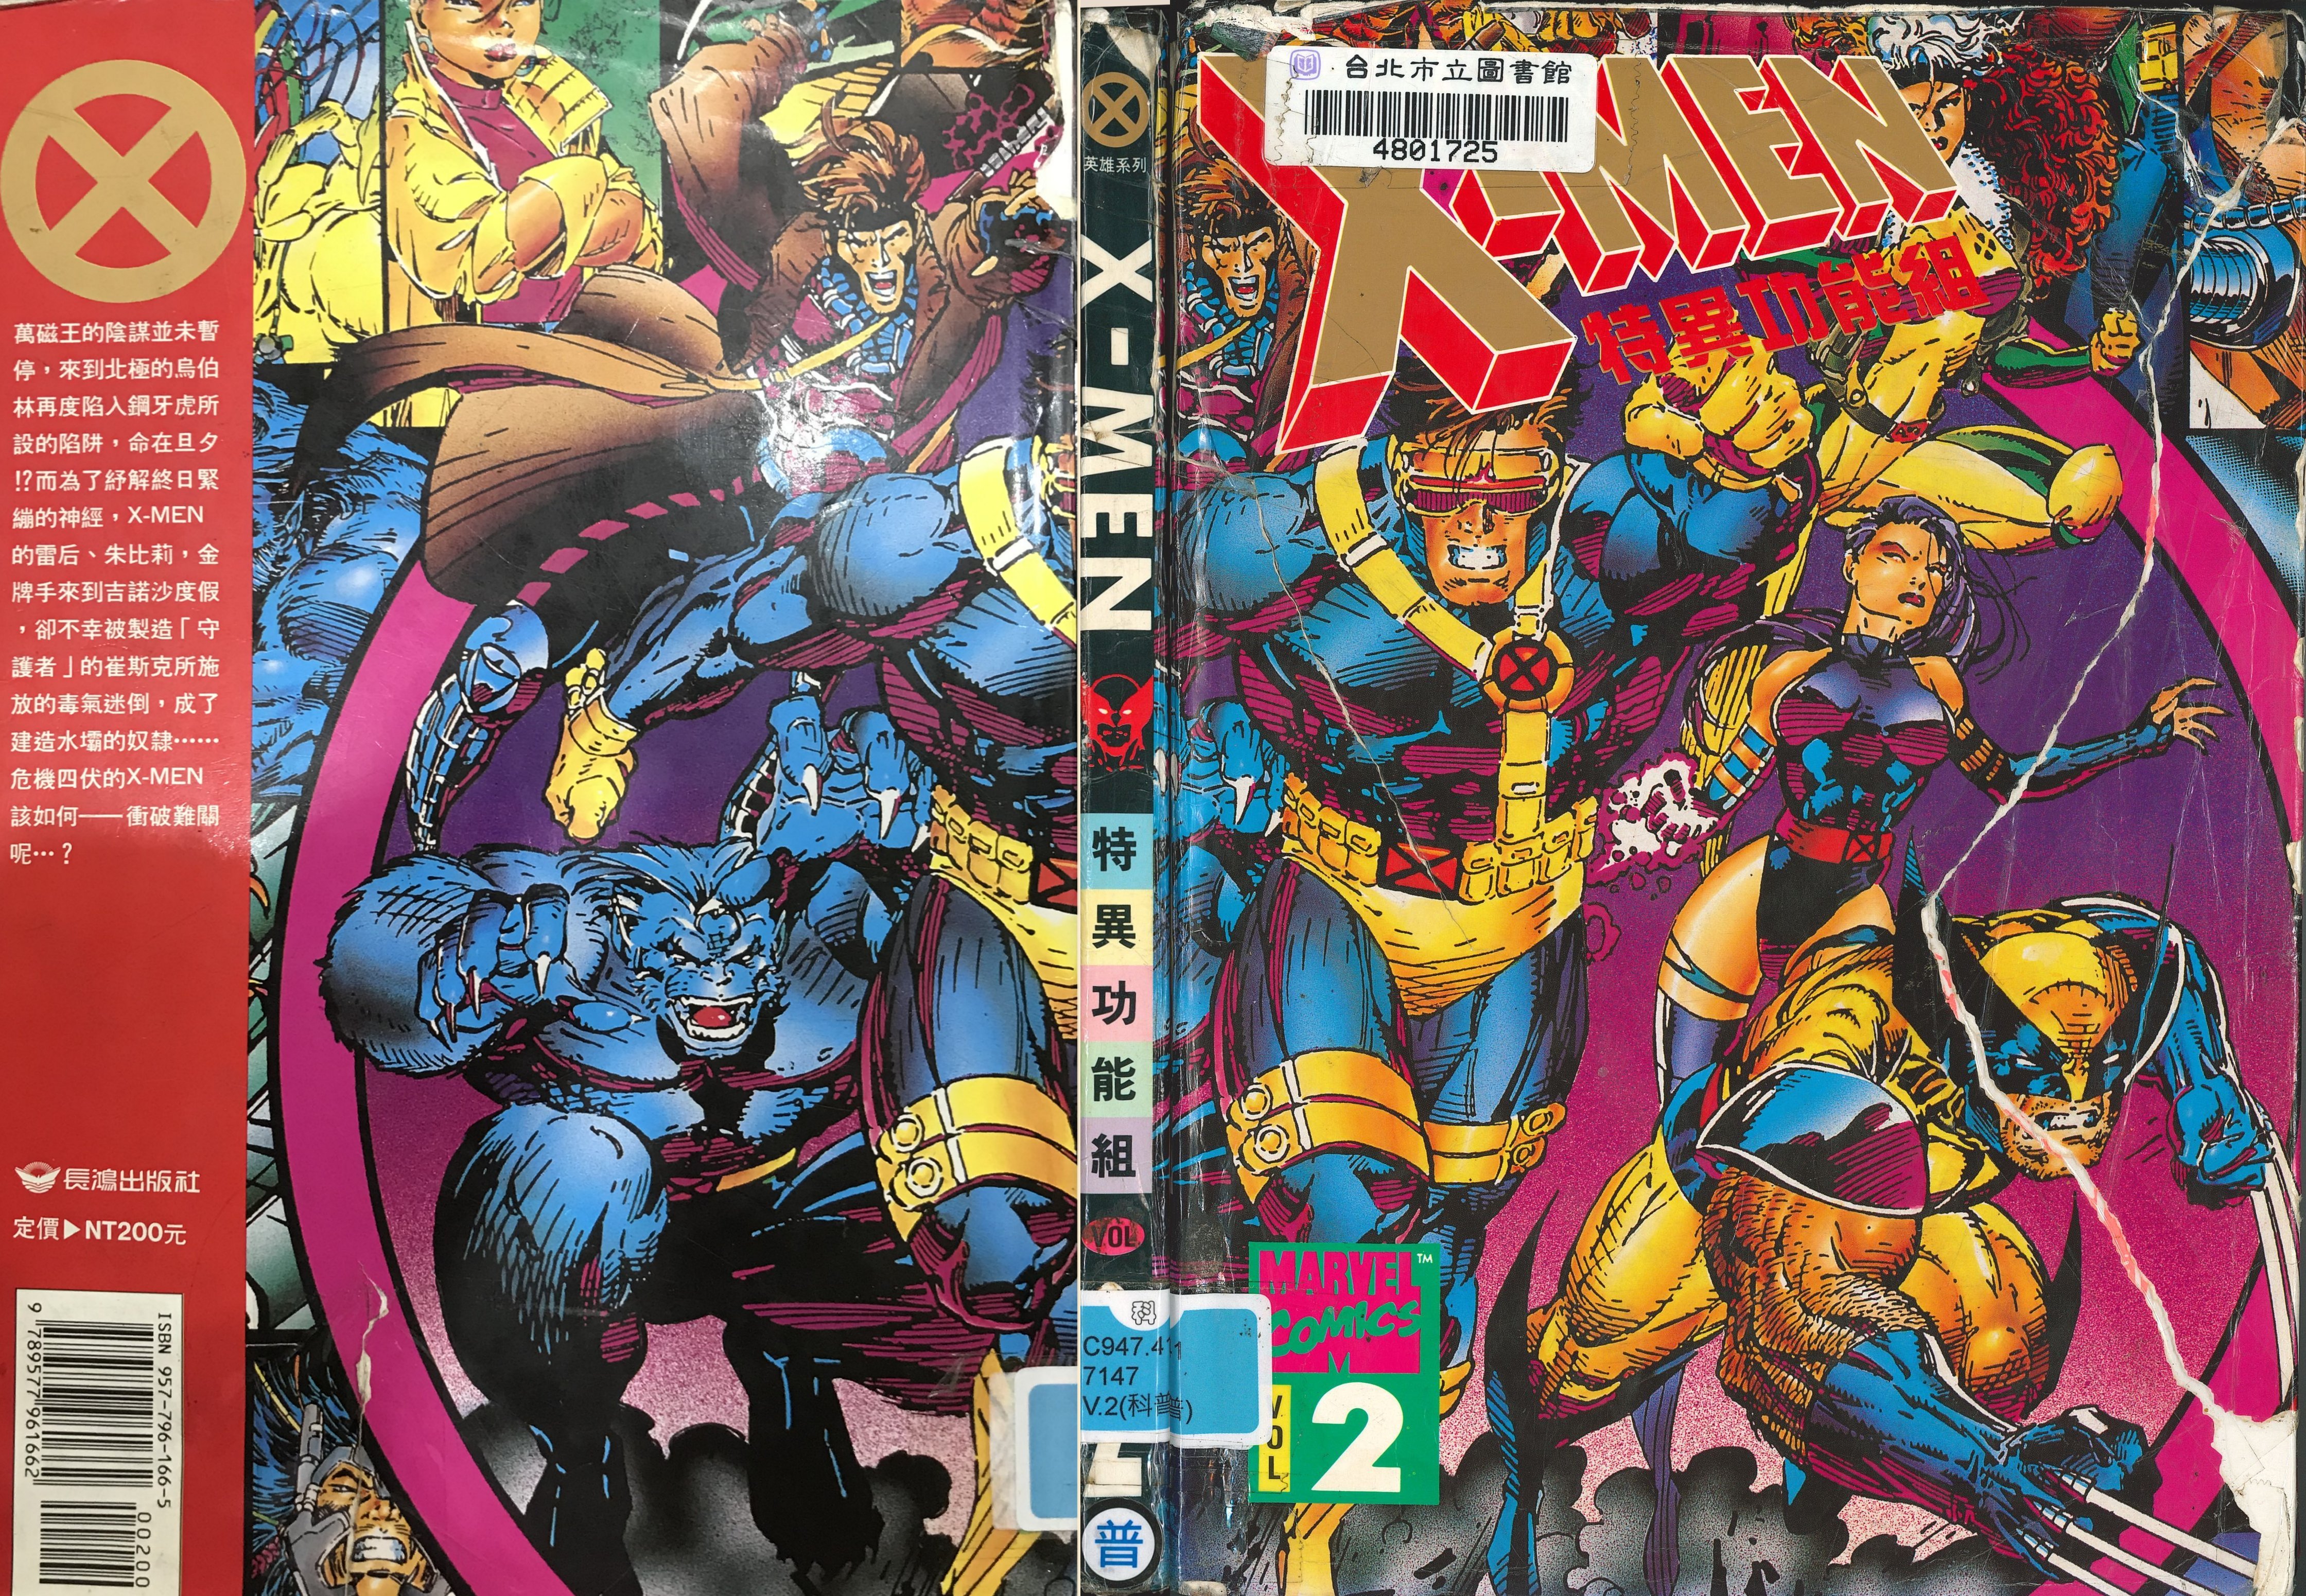 萬磁王的陰謀並未暫
停，來到北極的烏伯
林再度陷入鋼牙虎所
設的陷阱，命在旦夕
!?而為了紓解終日緊
繃的神經，X-MEN
的雷后、朱比莉，金
牌手來到吉諾沙度假
，卻不幸被製造「守
護者」的崔斯克所施
放的毒氣迷倒，成了
建造水壩的奴隸……
危機四伏的X-MEN
該如何——衝破難關
呢…？
長鴻出版社
定價▶NT200元
ISBN 957-796-166-5
9 789577 961662
00200
英雄系列
X-MEN
特異功能組
VOL
科
C947.41
7147
V.2(科普)
普
台北市立圖書館
4801725
X-MEN
特異功能組
MARVEL™
COMICS
VOL
2